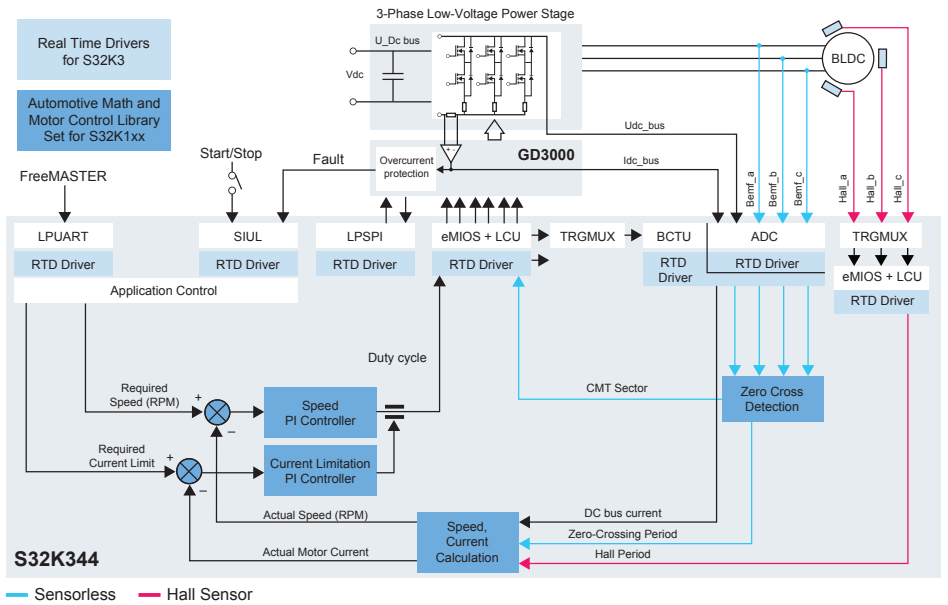 3-Phase Low-Voltage Power Stage
Real Time Drivers
for S32K3
Automotive Math and
Motor Control Library
Set for S32K1xx
U_Dc bus
Vdc
BLDC
Udc_bus
GD3000
Idc_bus
Overcurrent
protection
+ -
Start/Stop
Fault
FreeMASTER
Bemf_a
Bemf_b
Bemf_c
Hall_a
Hall_b
Hall_c
LPUART
RTD Driver
SIUL
RTD Driver
Application Control
LPSPI
RTD Driver
eMIOS + LCU
RTD Driver
TRGMUX
BCTU
RTD
Driver
ADC
RTD Driver
TRGMUX
eMIOS + LCU
RTD Driver
Duty cycle
CMT Sector
Zero Cross
Detection
Required
Speed (RPM)
+
–
Speed
PI Controller
Required
Current Limit
+
–
Current Limitation
PI Controller
Actual Speed (RPM)
Actual Motor Current
Speed,
Current
Calculation
DC bus current
Zero-Crossing Period
Hall Period
S32K344
Sensorless
Hall Sensor